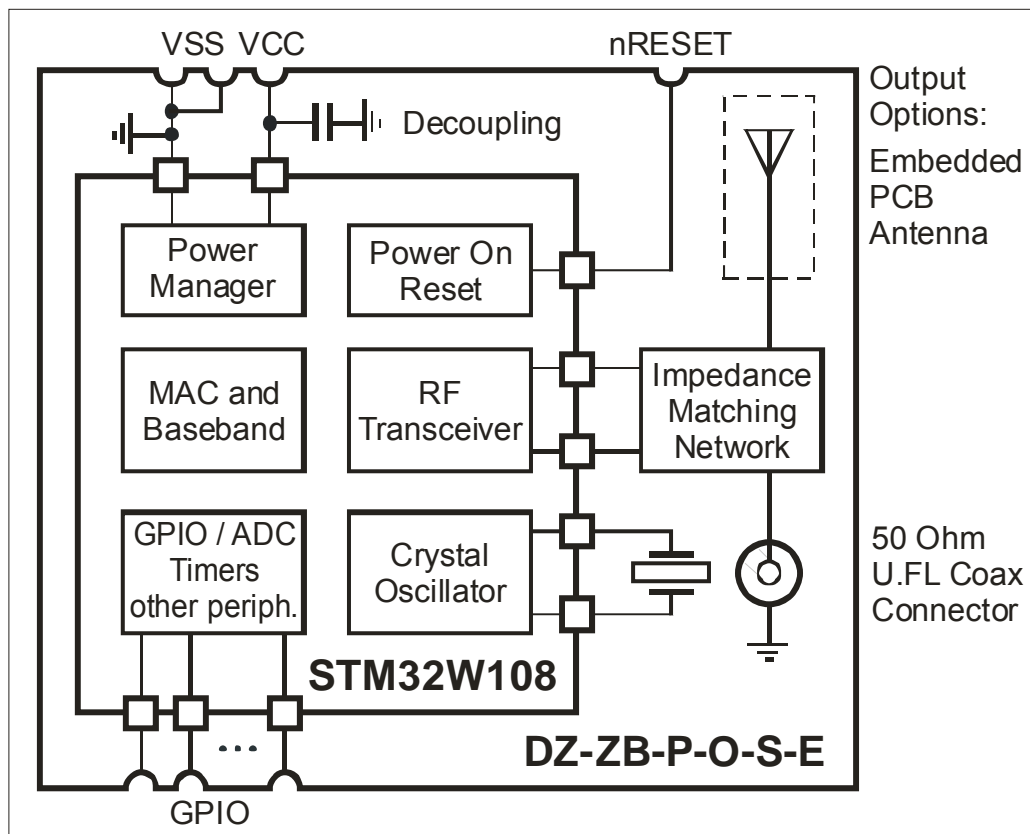 VSS VCC
nRESET
Decoupling
Output
Options:
Embedded
PCB
Antenna
Power
Manager
Power On
Reset
MAC and
Baseband
RF
Transceiver
Impedance
Matching
Network
GPIO / ADC
Timers
other periph.
Crystal
Oscillator
50 Ohm
U.FL Coax
Connector
STM32W108
...
DZ-ZB-P-O-S-E
GPIO